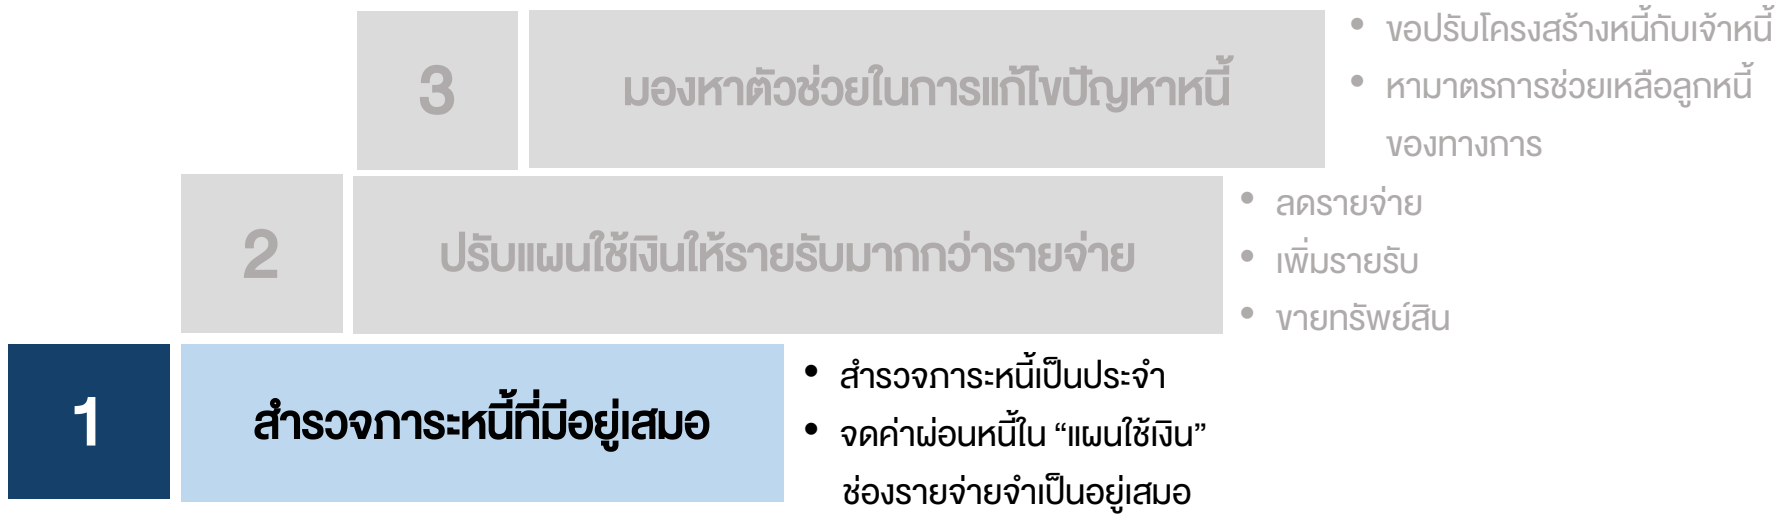 3
มองหาตัวช่วยในการแก้ไขปัญหาหนี้
• ขอปรับโครงสร้างหนี้กับเจ้าหนี้
• หามาตรการช่วยเหลือลูกหนี้
ของทางการ
2
ปรับแผนใช้เงินให้รายรับมากกว่ารายจ่าย
• ลดรายจ่าย
• เพิ่มรายรับ
• ขายทรัพย์สิน
1
สำรวจภาระหนี้ที่มีอยู่เสมอ
• สำรวจภาระหนี้เป็นประจำ
• จดค่าผ่อนหนี้ใน “แผนใช้เงิน”
ช่องรายจ่ายจำเป็นอยู่เสมอ